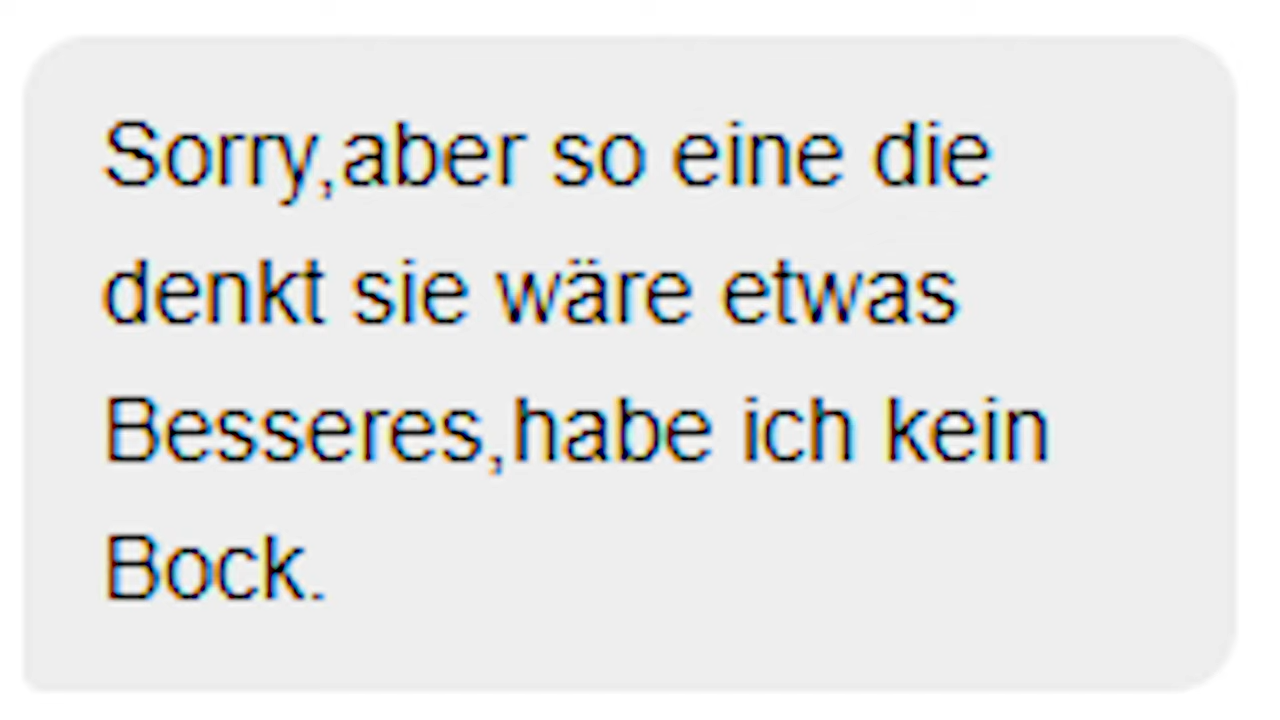 Sorry,aber so eine die
denkt sie wäre etwas
Besseres,habe ich kein
Bock.